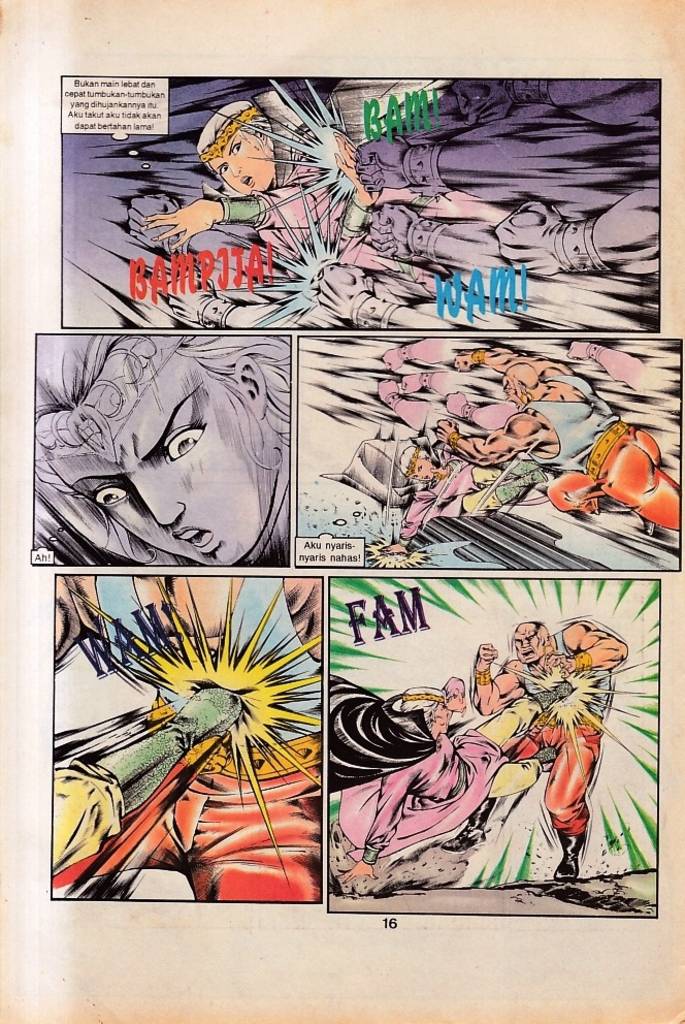 Bukan main lebat dan
cepat tumbukan-tumbukan
yang dihujankannya itu.
Aku takut aku tidak akan
dapat bertahan lama!
BAM!
BAMPITA!
WAM!
Ah!
Aku nyaris-
nyaris nahas!
WAM!
FAM
16